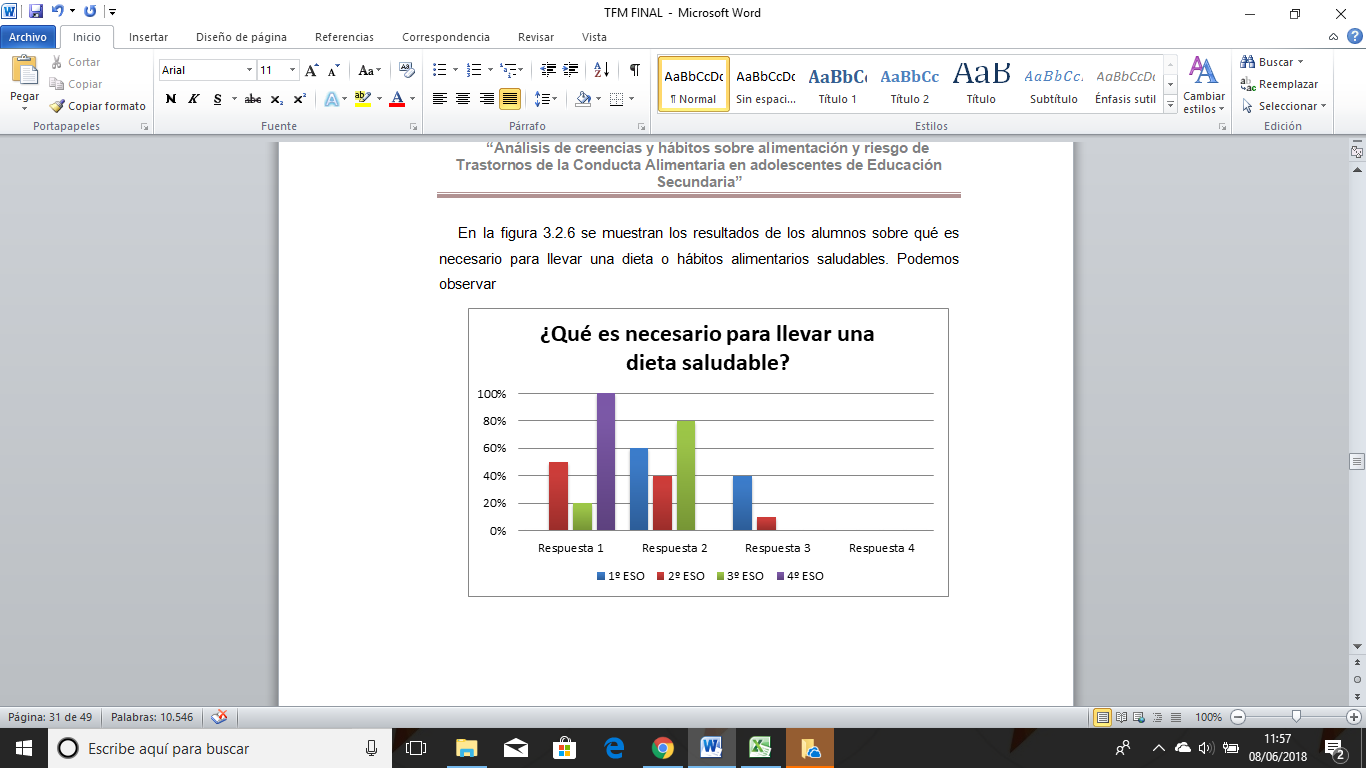 TFM FINAL - Microsoft Word
Archivo Inicio Insertar Diseño de página Referencias Correspondencia Revisar Vista
Pegar
Cortar
Copiar
Copiar formato
Portapapeles
Arial 11
N K S abc x₂ x²
Fuente
Párrafo
AaBbCcDc AaBbCcDc AaBbC AaBbCc AaB AaBbCc. AaBbCcDc
¶ Normal Sin espaci... Título 1 Título 2 Título Subtítulo Énfasis sutil
Cambiar
estilos
Estilos
Buscar
Reemplazar
Seleccionar
Edición
“Análisis de creencias y hábitos sobre alimentación y riesgo de
Trastornos de la Conducta Alimentaria en adolescentes de Educación
Secundaria”
En la figura 3.2.6 se muestran los resultados de los alumnos sobre qué es
necesario para llevar una dieta o hábitos alimentarios saludables. Podemos
observar
¿Qué es necesario para llevar una
dieta saludable?
100%
80%
60%
40%
20%
0%
Respuesta 1 Respuesta 2 Respuesta 3 Respuesta 4
1º ESO 2º ESO 3º ESO 4º ESO
Página: 31 de 49 Palabras: 10.546 100%
Escribe aquí para buscar
11:57
08/06/2018
2